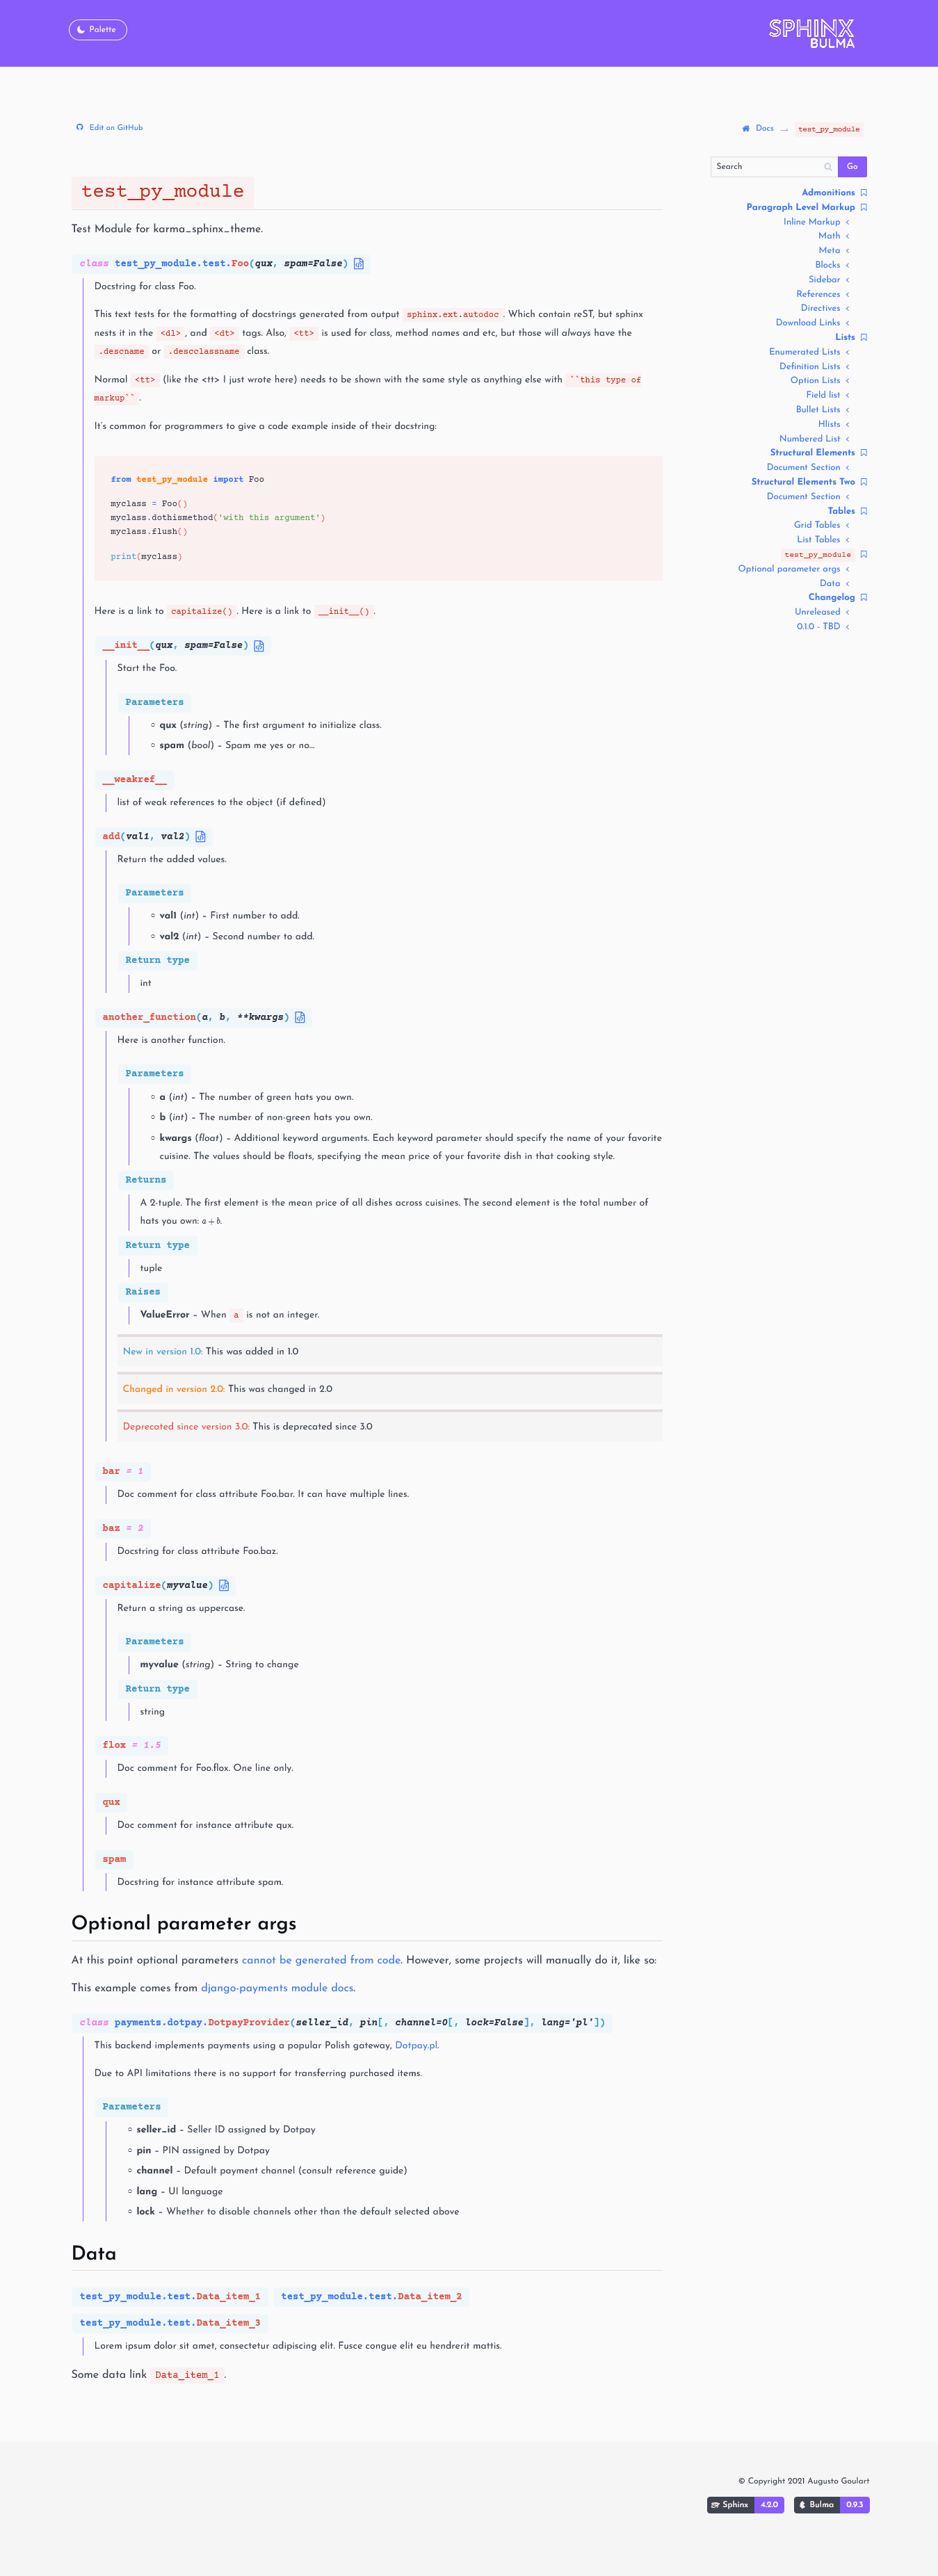 Palette
SPHINX
BULMA
Edit on GitHub
Docs → test_py_module
Search
Go
test_py_module
Test Module for karma_sphinx_theme.
class test_py_module.test.Foo(qux, spam=False)
Docstring for class Foo.
This text tests for the formatting of docstrings generated from output sphinx.ext.autodoc. Which contain reST, but sphinx
nests it in the <dl>, and <dt> tags. Also, <tt> is used for class, method names and etc, but those will always have the
.descname or .descclassname class.
Normal <tt> (like the <tt> I just wrote here) needs to be shown with the same style as anything else with ``this type of
markup``.
It's common for programmers to give a code example inside of their docstring:
from test_py_module import Foo
myclass = Foo()
myclass.dothismethod('with this argument')
myclass.flush()
print(myclass)
Here is a link to capitalize(). Here is a link to __init__().
__init__(qux, spam=False)
Start the Foo.
Parameters
qux (string) – The first argument to initialize class.
spam (bool) – Spam me yes or no…
__weakref__
list of weak references to the object (if defined)
add(val1, val2)
Return the added values.
Parameters
val1 (int) – First number to add.
val2 (int) – Second number to add.
Return type
int
another_function(a, b, **kwargs)
Here is another function.
Parameters
a (int) – The number of green hats you own.
b (int) – The number of non-green hats you own.
kwargs (float) – Additional keyword arguments. Each keyword parameter should specify the name of your favorite
cuisine. The values should be floats, specifying the mean price of your favorite dish in that cooking style.
Returns
A 2-tuple. The first element is the mean price of all dishes across cuisines. The second element is the total number of
hats you own: a + b.
Return type
tuple
Raises
ValueError – When a is not an integer.
New in version 1.0: This was added in 1.0
Changed in version 2.0: This was changed in 2.0
Deprecated since version 3.0: This is deprecated since 3.0
bar = 1
Doc comment for class attribute Foo.bar. It can have multiple lines.
baz = 2
Docstring for class attribute Foo.baz.
capitalize(myvalue)
Return a string as uppercase.
Parameters
myvalue (string) – String to change
Return type
string
flox = 1.5
Doc comment for Foo.flox. One line only.
qux
Doc comment for instance attribute qux.
spam
Docstring for instance attribute spam.
Optional parameter args
At this point optional parameters cannot be generated from code. However, some projects will manually do it, like so:
This example comes from django-payments module docs.
class payments.dotpay.DotpayProvider(seller_id, pin[, channel=0[, lock=False], lang='pl'])
This backend implements payments using a popular Polish gateway, Dotpay.pl.
Due to API limitations there is no support for transferring purchased items.
Parameters
seller_id – Seller ID assigned by Dotpay
pin – PIN assigned by Dotpay
channel – Default payment channel (consult reference guide)
lang – UI language
lock – Whether to disable channels other than the default selected above
Data
test_py_module.test.Data_item_1 test_py_module.test.Data_item_2
test_py_module.test.Data_item_3
Lorem ipsum dolor sit amet, consectetur adipiscing elit. Fusce congue elit eu hendrerit mattis.
Some data link Data_item_1.
Admonitions
Paragraph Level Markup
Inline Markup
Math
Meta
Blocks
Sidebar
References
Directives
Download Links
Lists
Enumerated Lists
Definition Lists
Option Lists
Field list
Bullet Lists
Hlists
Numbered List
Structural Elements
Document Section
Structural Elements Two
Document Section
Tables
Grid Tables
List Tables
test_py_module
Optional parameter args
Data
Changelog
Unreleased
0.1.0 - TBD
© Copyright 2021 Augusto Goulart
Sphinx 4.2.0 Bulma 0.9.3